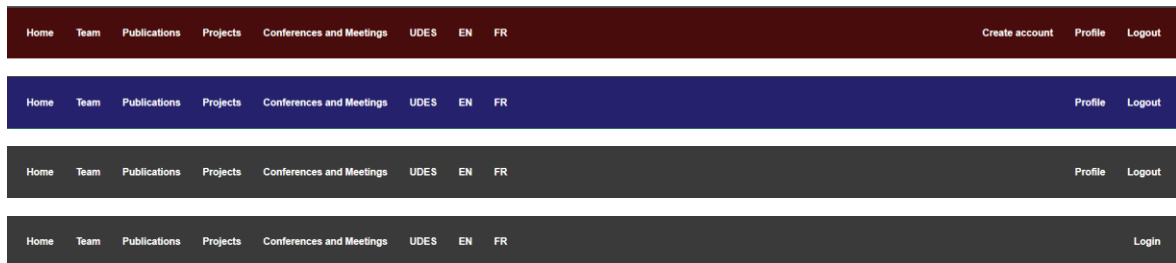 Home Team Publications Projects Conferences and Meetings UDES EN FR Create account Profile Logout
Home Team Publications Projects Conferences and Meetings UDES EN FR Profile Logout
Home Team Publications Projects Conferences and Meetings UDES EN FR Profile Logout
Home Team Publications Projects Conferences and Meetings UDES EN FR Login